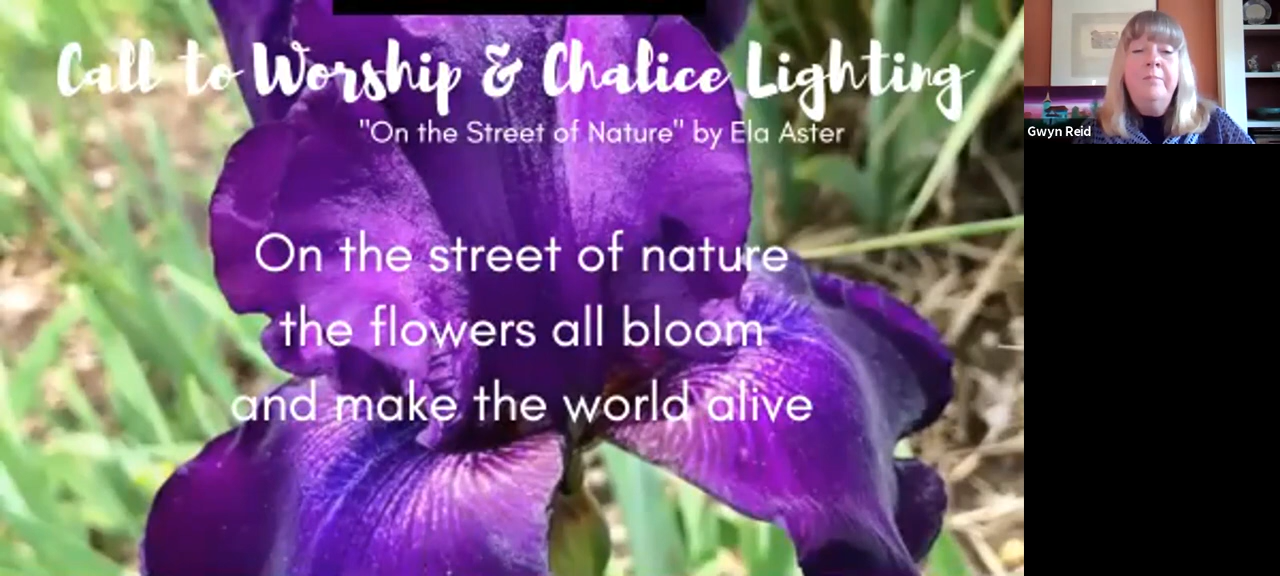 Call to Worship & Chalice Lighting
"On the Street of Nature" by Ela Aster
On the street of nature
the flowers all bloom
and make the world alive
Gwyn Reid